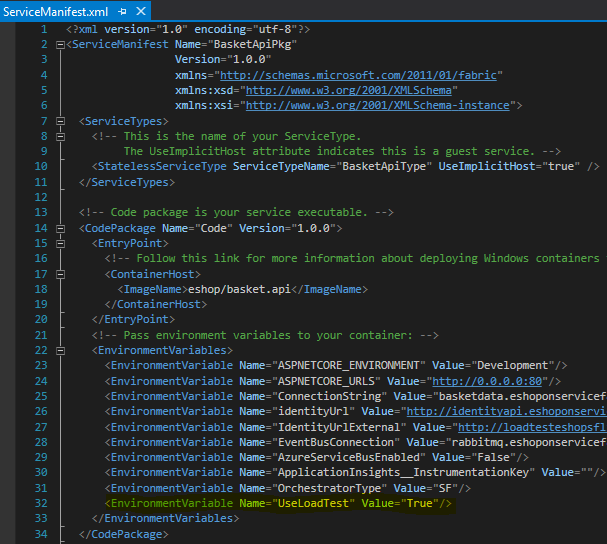 ServiceManifest.xml
1 <?xml version="1.0" encoding="utf-8"?>
2 <ServiceManifest Name="BasketApiPkg"
3 Version="1.0.0"
4 xmlns="http://schemas.microsoft.com/2011/01/fabric"
5 xmlns:xsd="http://www.w3.org/2001/XMLSchema"
6 xmlns:xsi="http://www.w3.org/2001/XMLSchema-instance">
7 <ServiceTypes>
8 <!-- This is the name of your ServiceType.
9 The UseImplicitHost attribute indicates this is a guest service. -->
10 <StatelessServiceType ServiceTypeName="BasketApiType" UseImplicitHost="true" />
11 </ServiceTypes>
12
13 <!-- Code package is your service executable. -->
14 <CodePackage Name="Code" Version="1.0.0">
15 <EntryPoint>
16 <!-- Follow this link for more information about deploying Windows containers
17 <ContainerHost>
18 <ImageName>eshop/basket.api</ImageName>
19 </ContainerHost>
20 </EntryPoint>
21 <!-- Pass environment variables to your container: -->
22 <EnvironmentVariables>
23 <EnvironmentVariable Name="ASPNETCORE_ENVIRONMENT" Value="Development"/>
24 <EnvironmentVariable Name="ASPNETCORE_URLS" Value="http://0.0.0.0:80"/>
25 <EnvironmentVariable Name="ConnectionString" Value="basketdata.eshoponservicef
26 <EnvironmentVariable Name="identityUrl" Value="http://identityapi.eshoponservi
27 <EnvironmentVariable Name="IdentityUrlExternal" Value="http://loadtesteshopsfl
28 <EnvironmentVariable Name="EventBusConnection" Value="rabbitmq.eshoponservicef
29 <EnvironmentVariable Name="AzureServiceBusEnabled" Value="False"/>
30 <EnvironmentVariable Name="ApplicationInsights__InstrumentationKey" Value=""/>
31 <EnvironmentVariable Name="OrchestratorType" Value="SF"/>
32 <EnvironmentVariable Name="UseLoadTest" Value="True"/>
33 </EnvironmentVariables>
34 </CodePackage>